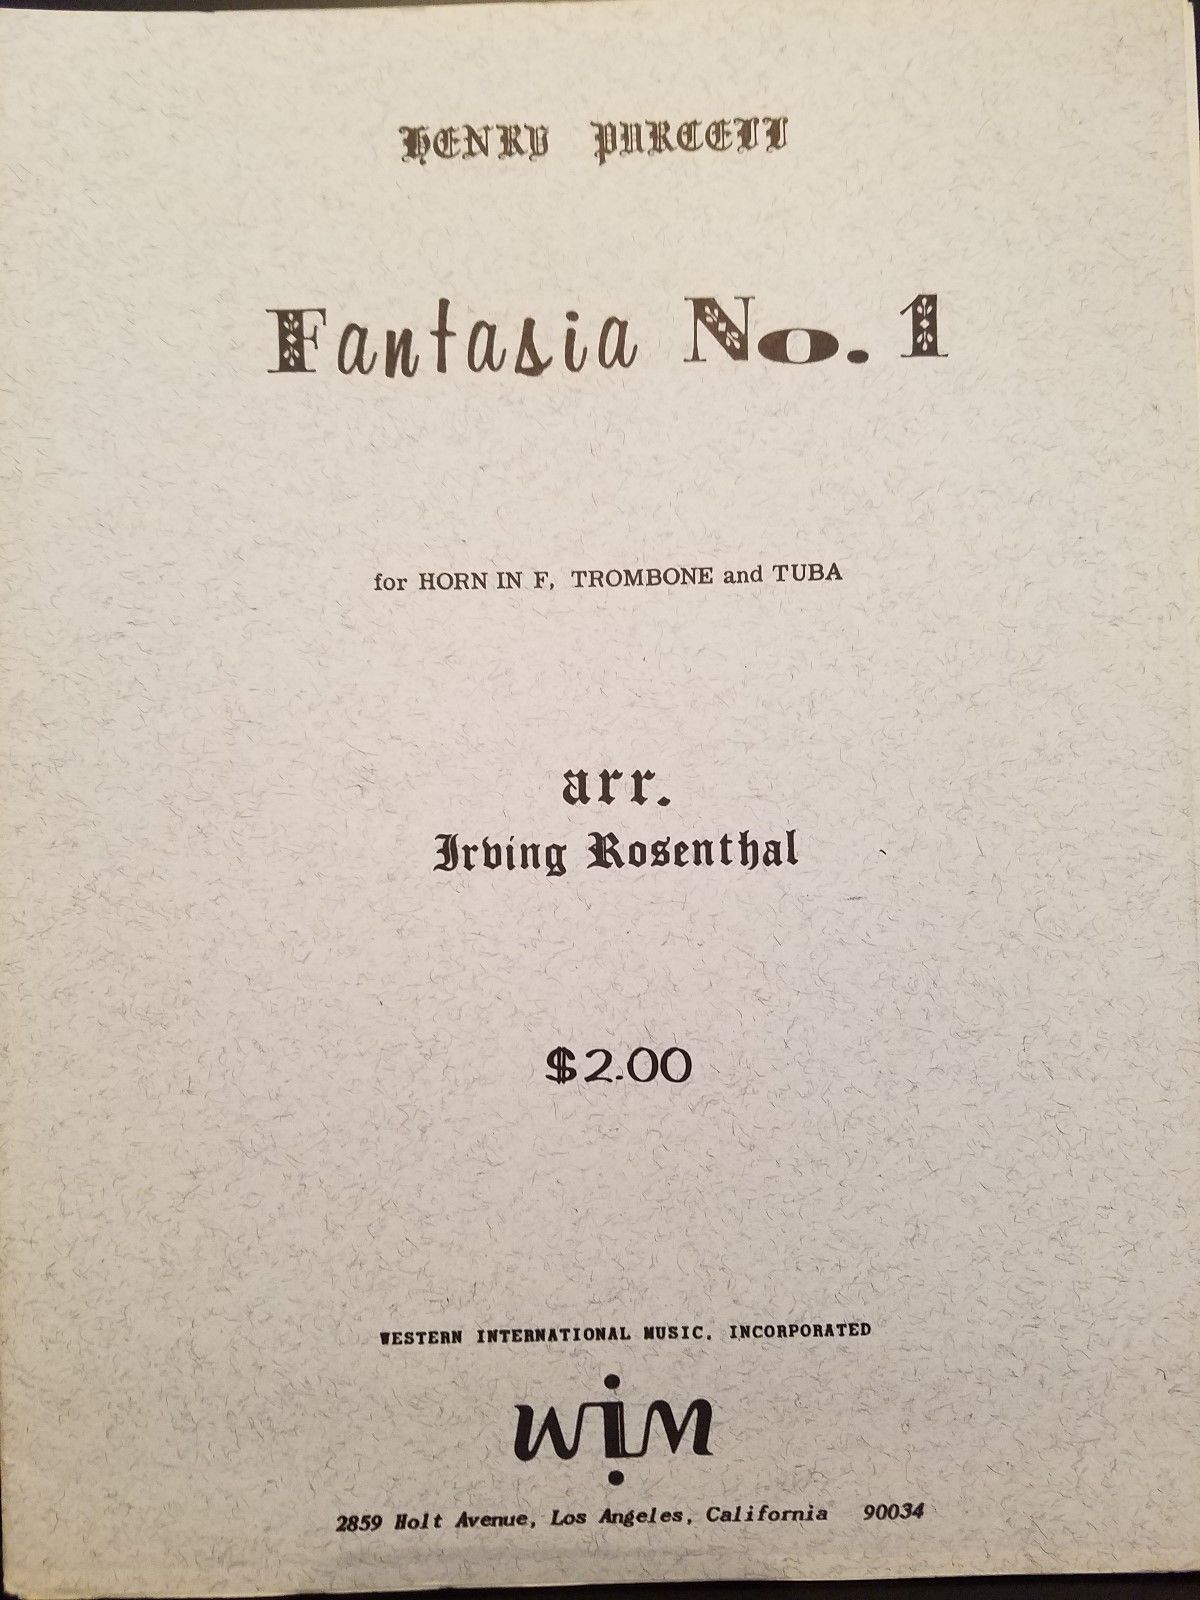 HENRY PURCELL
Fantasia No. 1
for HORN IN F, TROMBONE and TUBA
arr.
Irving Rosenthal
$2.00
WESTERN INTERNATIONAL MUSIC, INCORPORATED
WIM
2859 Holt Avenue, Los Angeles, California 90034